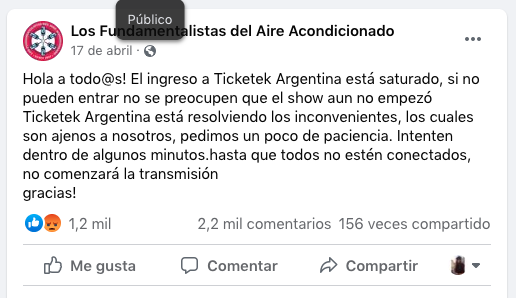 Público
Los Fundamentalistas del Aire Acondicionado
17 de abril ·
Hola a todo@s! El ingreso a Ticketek Argentina está saturado, si no
pueden entrar no se preocupen que el show aun no empezó
Ticketek Argentina está resolviendo los inconvenientes, los cuales
son ajenos a nosotros, pedimos un poco de paciencia. Intenten
dentro de algunos minutos.hasta que todos no estén conectados,
no comenzará la transmisión
gracias!
1,2 mil 2,2 mil comentarios 156 veces compartido
Me gusta Comentar Compartir